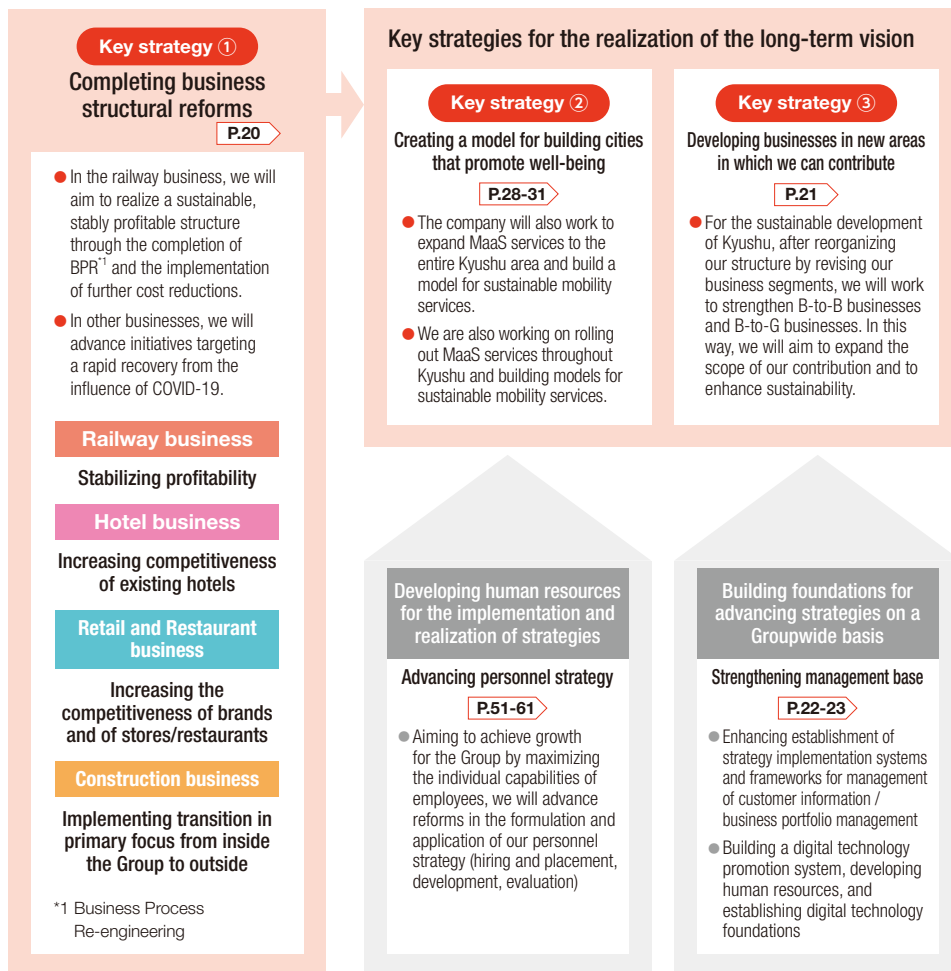 Key strategy ①
Completing business
structural reforms
P.20
● In the railway business, we will
aim to realize a sustainable,
stably profitable structure
through the completion of
BPR*1 and the implementation
of further cost reductions.
● In other businesses, we will
advance initiatives targeting
a rapid recovery from the
influence of COVID-19.
Railway business
Stabilizing profitability
Hotel business
Increasing competitiveness
of existing hotels
Retail and Restaurant
business
Increasing the
competitiveness of brands
and of stores/restaurants
Construction business
Implementing transition in
primary focus from inside
the Group to outside
*1 Business Process
Re-engineering
Key strategies for the realization of the long-term vision
Key strategy ②
Creating a model for building cities
that promote well-being
P.28-31
● The company will also work to
expand MaaS services to the
entire Kyushu area and build a
model for sustainable mobility
services.
● We are also working on rolling
out MaaS services throughout
Kyushu and building models for
sustainable mobility services.
Key strategy ③
Developing businesses in new areas
in which we can contribute
P.21
● For the sustainable development
of Kyushu, after reorganizing
our structure by revising our
business segments, we will work
to strengthen B-to-B businesses
and B-to-G businesses. In this
way, we will aim to expand the
scope of our contribution and to
enhance sustainability.
Developing human resources
for the implementation and
realization of strategies
Advancing personnel strategy
P.51-61
● Aiming to achieve growth
for the Group by maximizing
the individual capabilities of
employees, we will advance
reforms in the formulation and
application of our personnel
strategy (hiring and placement,
development, evaluation)
Building foundations for
advancing strategies on a
Groupwide basis
Strengthening management base
P.22-23
● Enhancing establishment of
strategy implementation systems
and frameworks for management
of customer information /
business portfolio management
● Building a digital technology
promotion system, developing
human resources, and
establishing digital technology
foundations